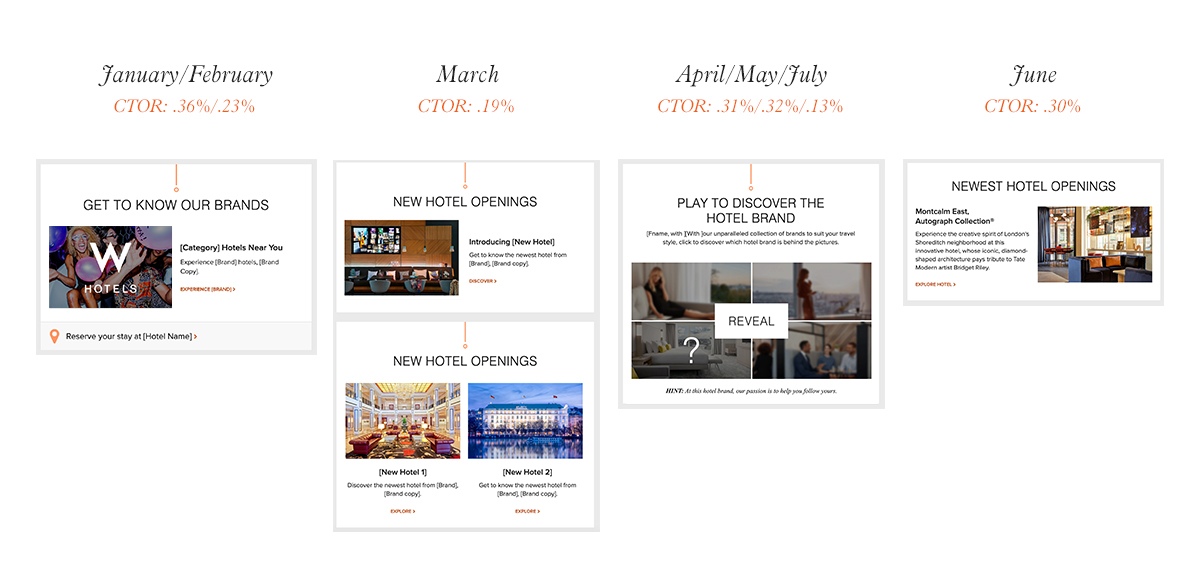 January/February
CTOR: .36%/.23%
GET TO KNOW OUR BRANDS
W
HOTELS
[Category] Hotels Near You
Experience [Brand] hotels, [Brand
Copy].
EXPERIENCE [BRAND] >
Reserve your stay at [Hotel Name] >
March
CTOR: .19%
NEW HOTEL OPENINGS
Introducing [New Hotel]
Get to know the newest hotel from
[Brand], [Brand copy].
DISCOVER >
NEW HOTEL OPENINGS
[New Hotel 1]
Discover the newest hotel from [Brand],
[Brand copy].
EXPLORE >
[New Hotel 2]
Get to know the newest hotel from
[Brand], [Brand copy].
EXPLORE >
April/May/July
CTOR: .31%/.32%/.13%
PLAY TO DISCOVER THE
HOTEL BRAND
[Fname, with ][With ]our unparalleled collection of brands to suit your travel
style, click to discover which hotel brand is behind the pictures.
REVEAL
?
HINT: At this hotel brand, our passion is to help you follow yours.
June
CTOR: .30%
NEWEST HOTEL OPENINGS
Montcalm East,
Autograph Collection®
Experience the creative spirit of London's
Shoreditch neighborhood at this
innovative hotel, whose iconic, diamond-
shaped architecture pays tribute to Tate
Modern artist Bridget Riley.
EXPLORE HOTEL >